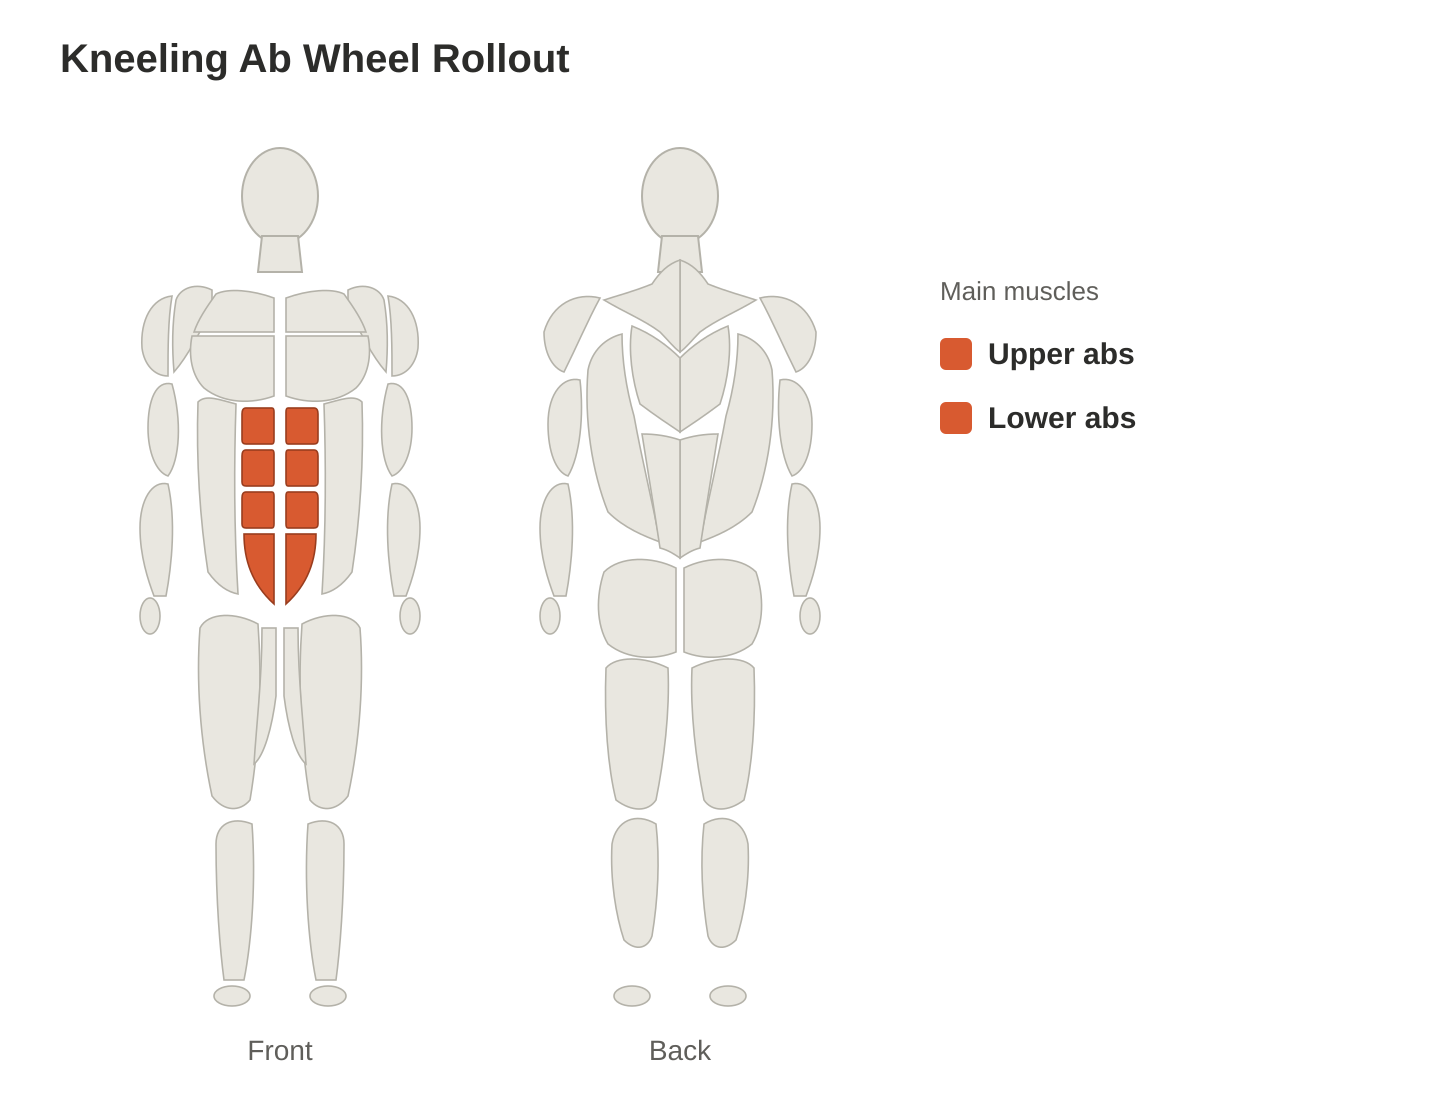 Kneeling Ab Wheel Rollout
Main muscles
Upper abs
Lower abs
Front
Back